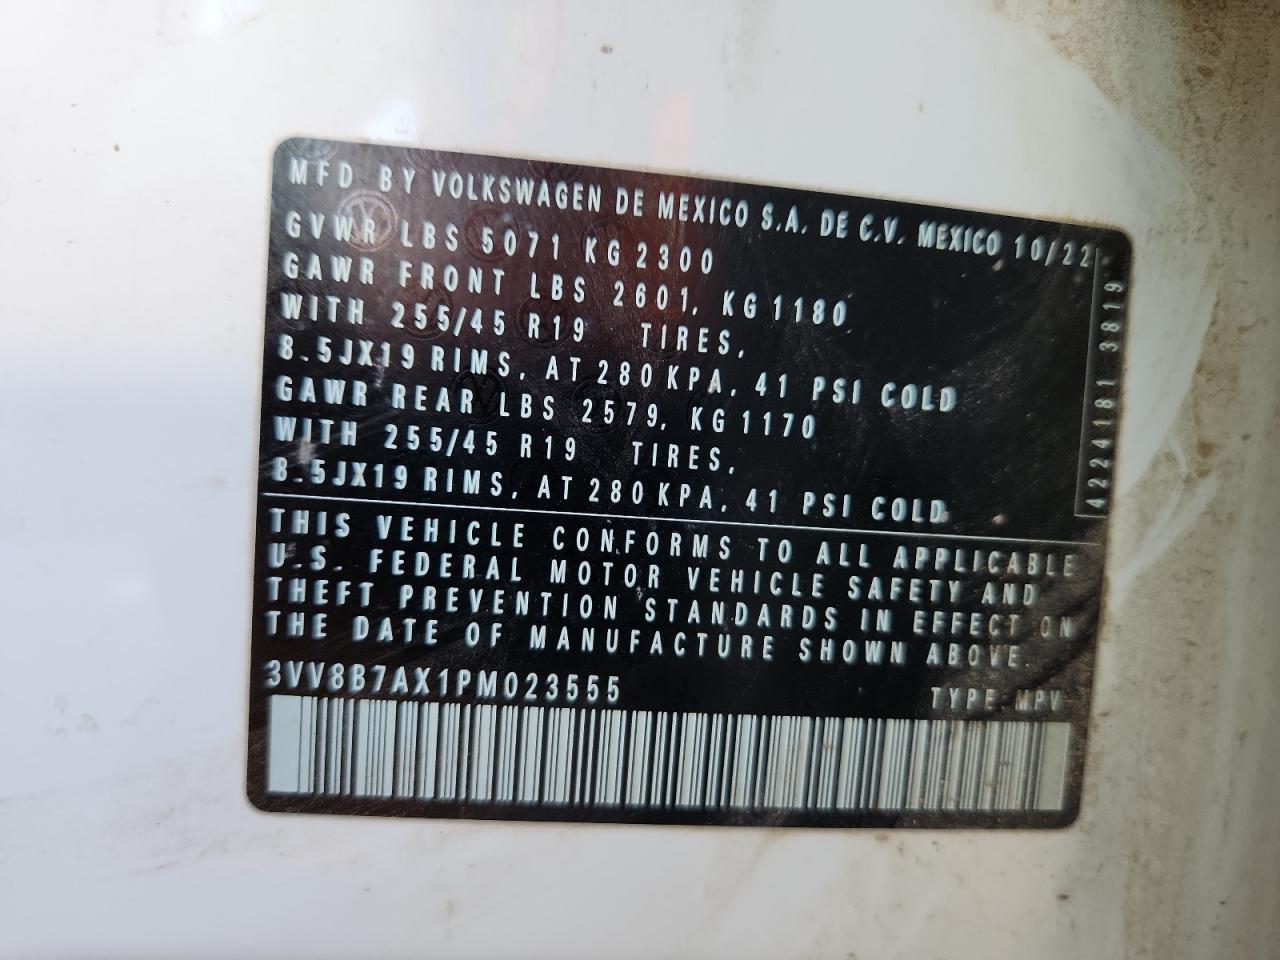 MFD BY VOLKSWAGEN DE MEXICO S.A. DE C.V. MEXICO 10/22
GVWR LBS 5071 KG 2300
GAWR FRONT LBS 2601, KG 1180
WITH 255/45 R19 TIRES,
8.5JX19 RIMS, AT 280 KPA, 41 PSI COLD
GAWR REAR LBS 2579, KG 1170
WITH 255/45 R19 TIRES,
8.5JX19 RIMS, AT 280 KPA, 41 PSI COLD
4224181 3819
THIS VEHICLE CONFORMS TO ALL APPLICABLE
U.S. FEDERAL MOTOR VEHICLE SAFETY AND
THEFT PREVENTION STANDARDS IN EFFECT ON
THE DATE OF MANUFACTURE SHOWN ABOVE.
3VV8B7AX1PM023555 TYPE: MPV